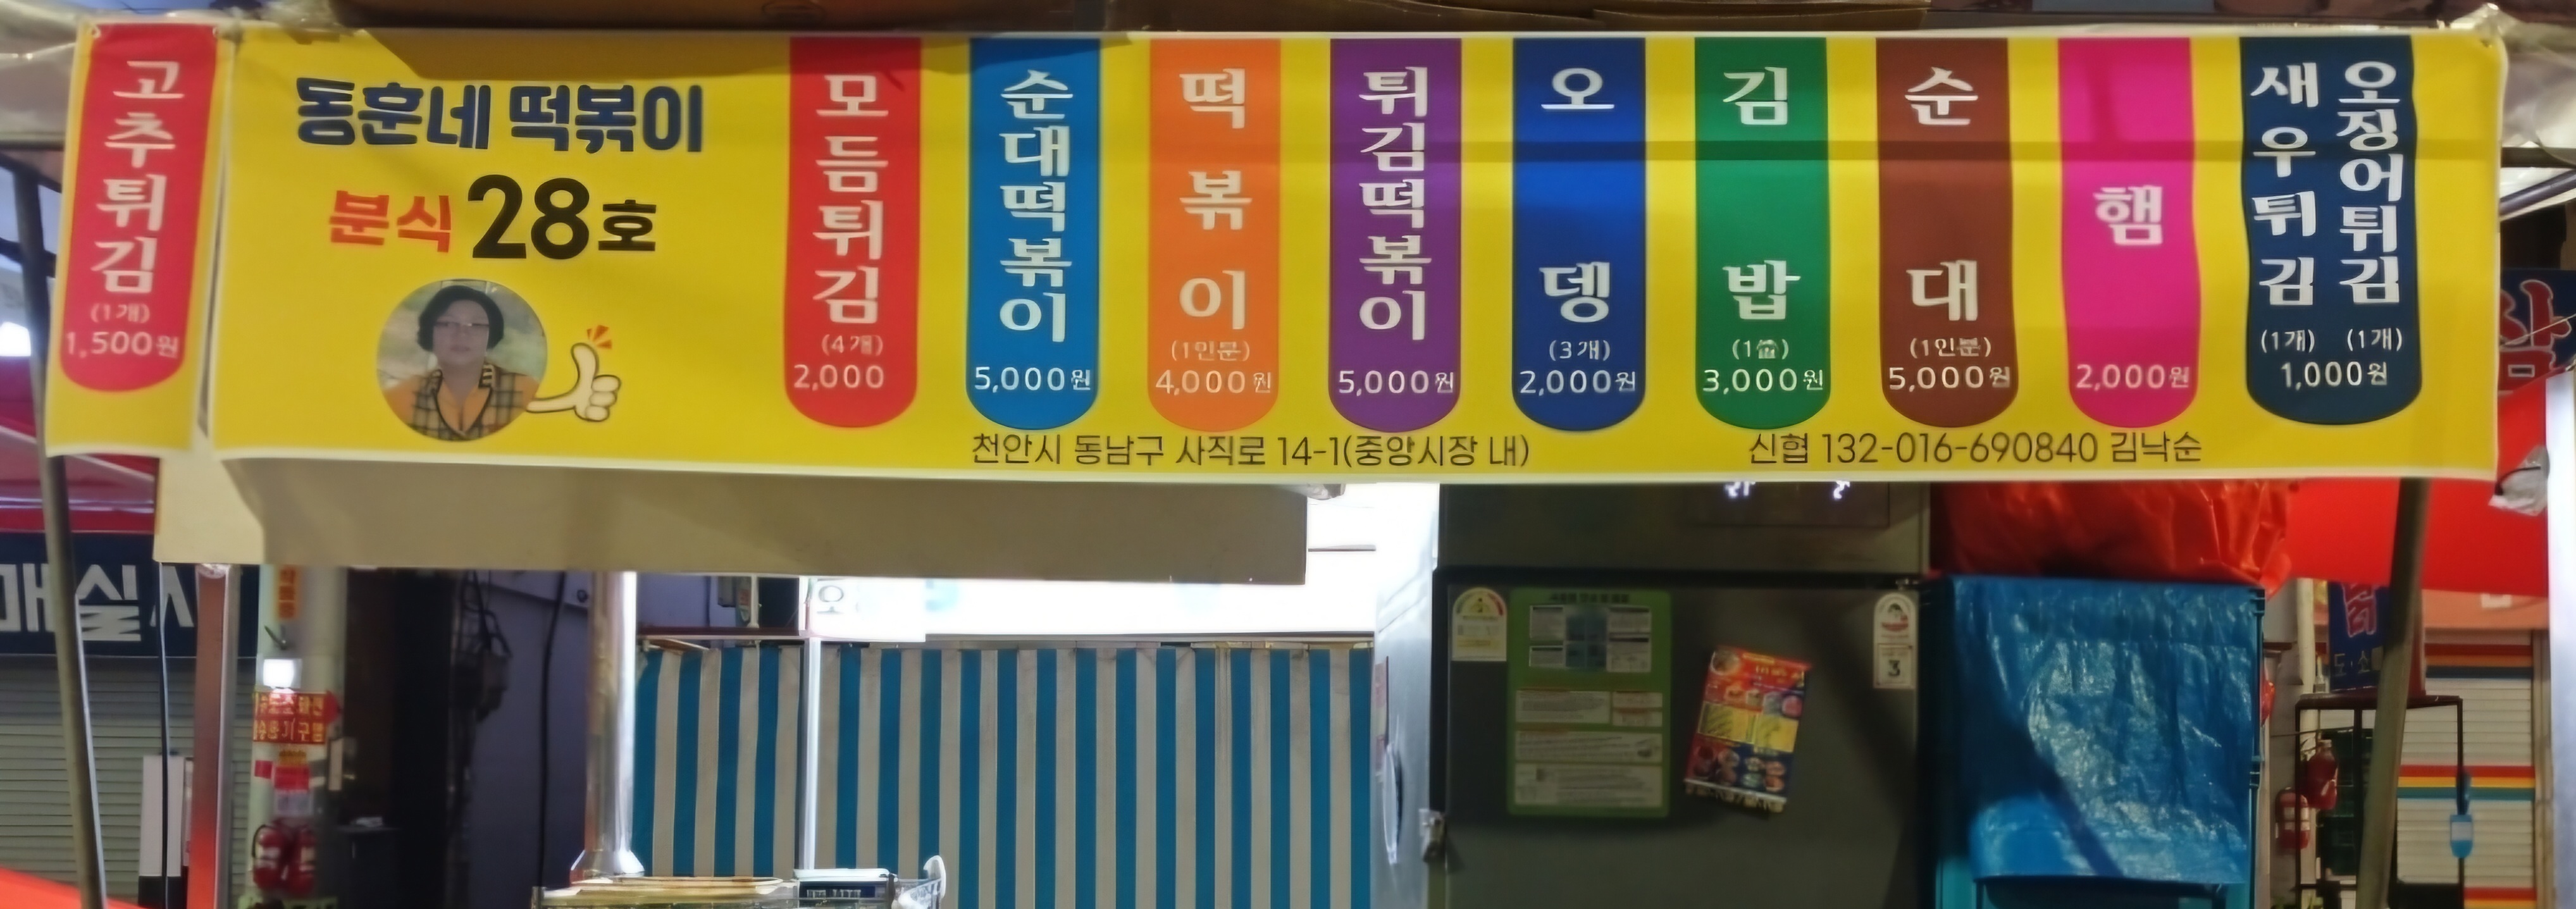 고추튀김
(1개)
1,500원
동훈네 떡볶이
분식 28호
모듬튀김
(4개)
2,000
순대떡볶이
5,000원
떡볶이
(1인분)
4,000원
튀김떡볶이
5,000원
오뎅
(3개)
2,000원
김밥
(1줄)
3,000원
순대
(1인분)
5,000원
햄
2,000원
오징어튀김
(1개)
새우튀김
(1개)
1,000원
천안시 동남구 사직로 14-1(중앙시장 내)
신협 132-016-690840 김낙순
매실
3